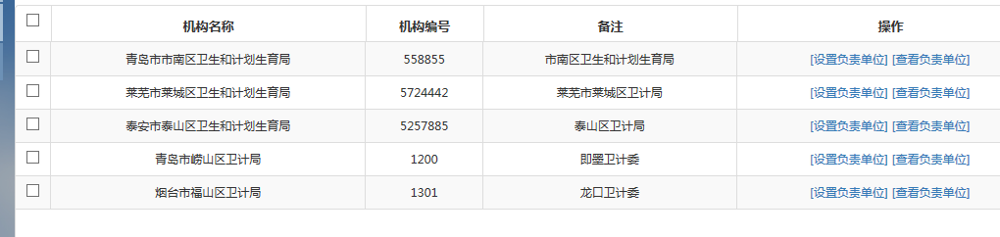 机构名称 机构编号 备注 操作
青岛市市南区卫生和计划生育局 558855 市南区卫生和计划生育局 [设置负责单位] [查看负责单位]
莱芜市莱城区卫生和计划生育局 5724442 莱芜市莱城区卫计局 [设置负责单位] [查看负责单位]
泰安市泰山区卫生和计划生育局 5257885 泰山区卫计局 [设置负责单位] [查看负责单位]
青岛市崂山区卫计局 1200 即墨卫计委 [设置负责单位] [查看负责单位]
烟台市福山区卫计局 1301 龙口卫计委 [设置负责单位] [查看负责单位]